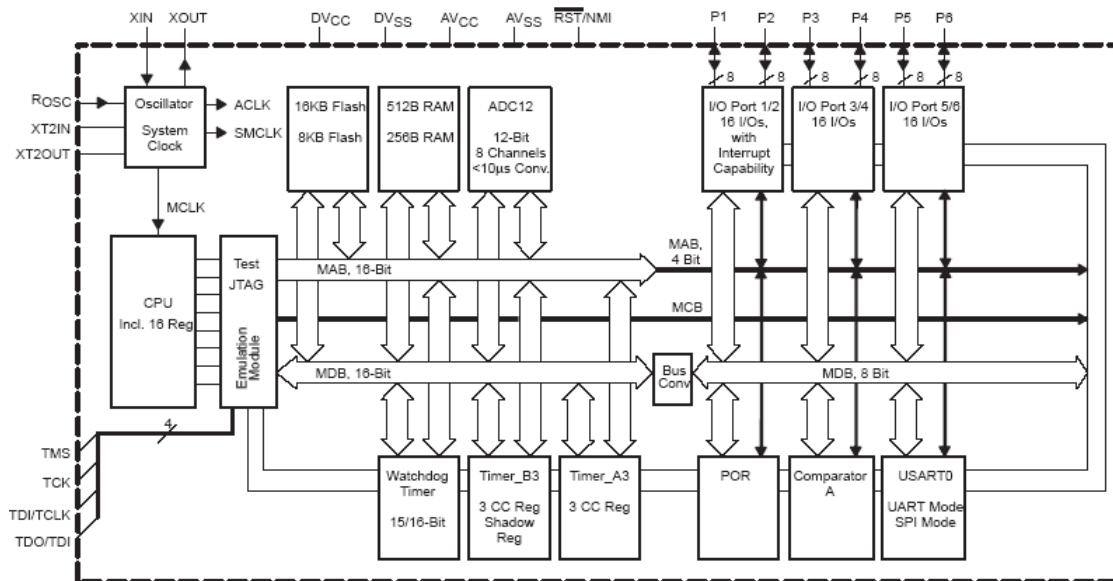 XIN
XOUT
DVCC
DVSS
AVCC
AVSS
RST/NMI
P1
P2
P3
P4
P5
P6
8
8
8
8
8
8
ROSC
XT2IN
XT2OUT
Oscillator
System
Clock
ACLK
SMCLK
16KB Flash
8KB Flash
512B RAM
256B RAM
ADC12
12-Bit
8 Channels
<10µs Conv.
I/O Port 1/2
16 I/Os,
with
Interrupt
Capability
I/O Port 3/4
16 I/Os
I/O Port 5/6
16 I/Os
MCLK
CPU
Incl. 16 Reg
Test
JTAG
Emulation
Module
MAB, 16-Bit
MAB,
4 Bit
MCB
MDB, 16-Bit
Bus
Conv
MDB, 8 Bit
4
TMS
TCK
TDI/TCLK
TDO/TDI
Watchdog
Timer
15/16-Bit
Timer_B3
3 CC Reg
Shadow
Reg
Timer_A3
3 CC Reg
POR
Comparator
A
USART0
UART Mode
SPI Mode